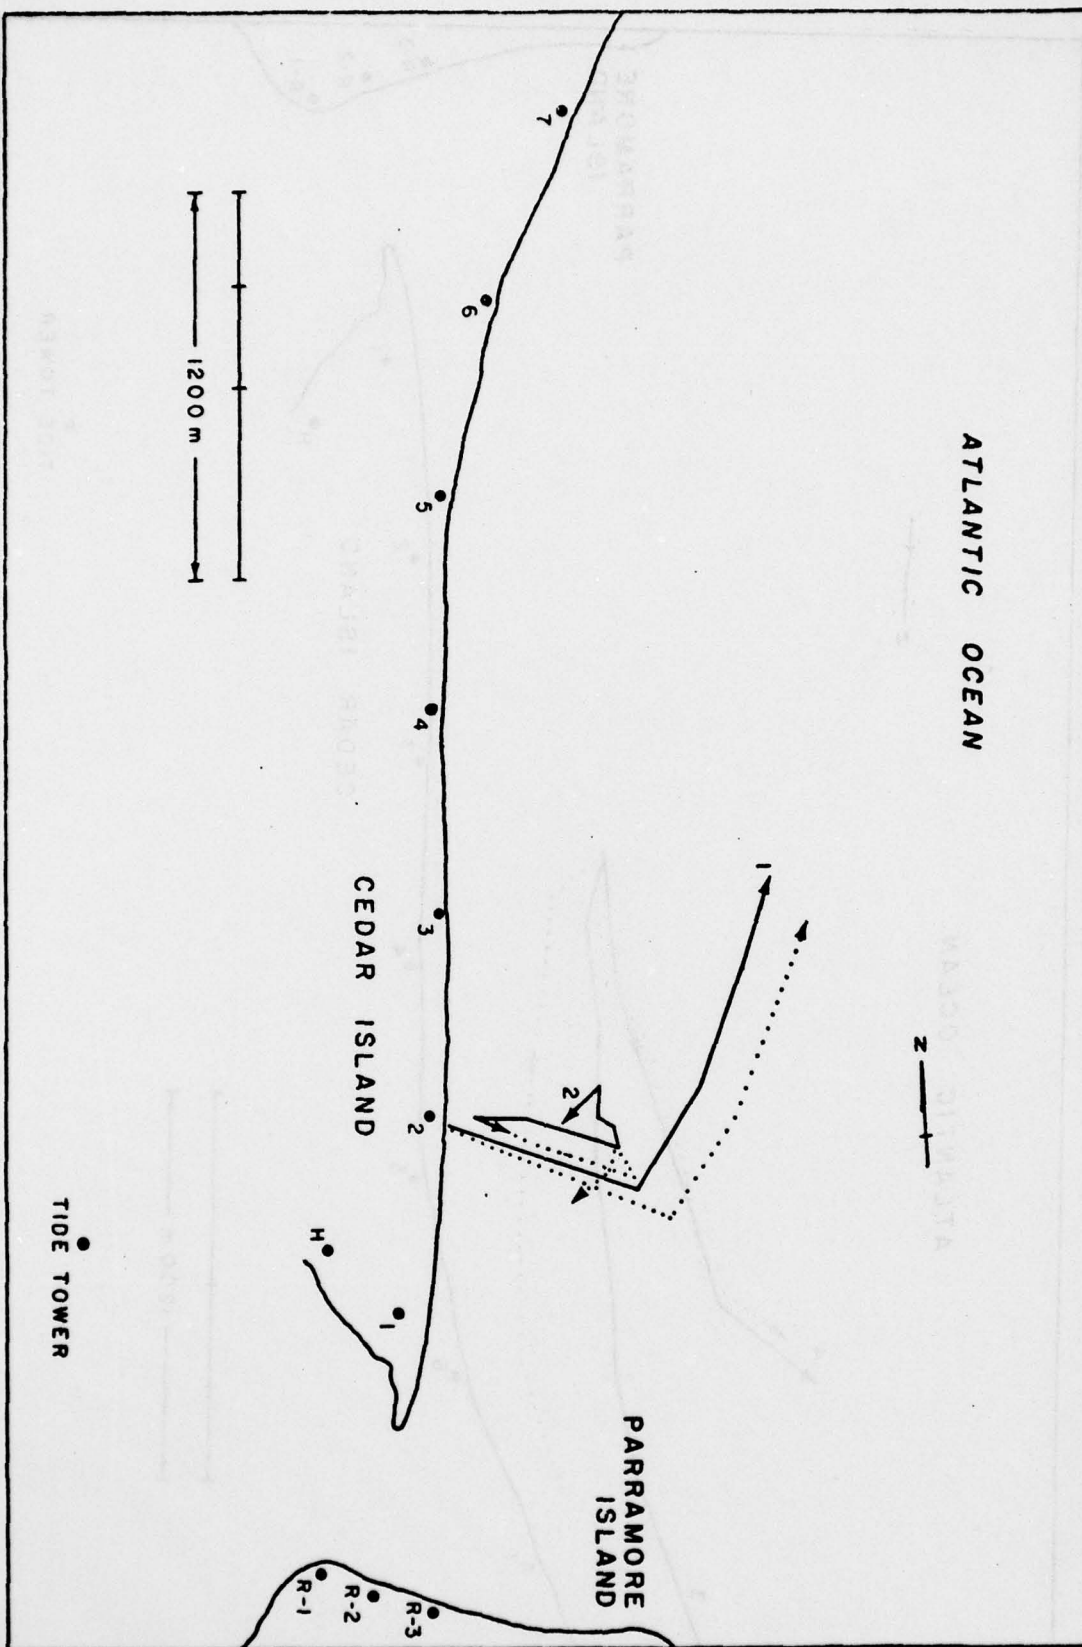 ATLANTIC OCEAN
N
1
2
7
6
5
4
3
2
1
H
CEDAR ISLAND
PARRAMORE
ISLAND
R-3
R-2
R-1
1200 m
TIDE TOWER